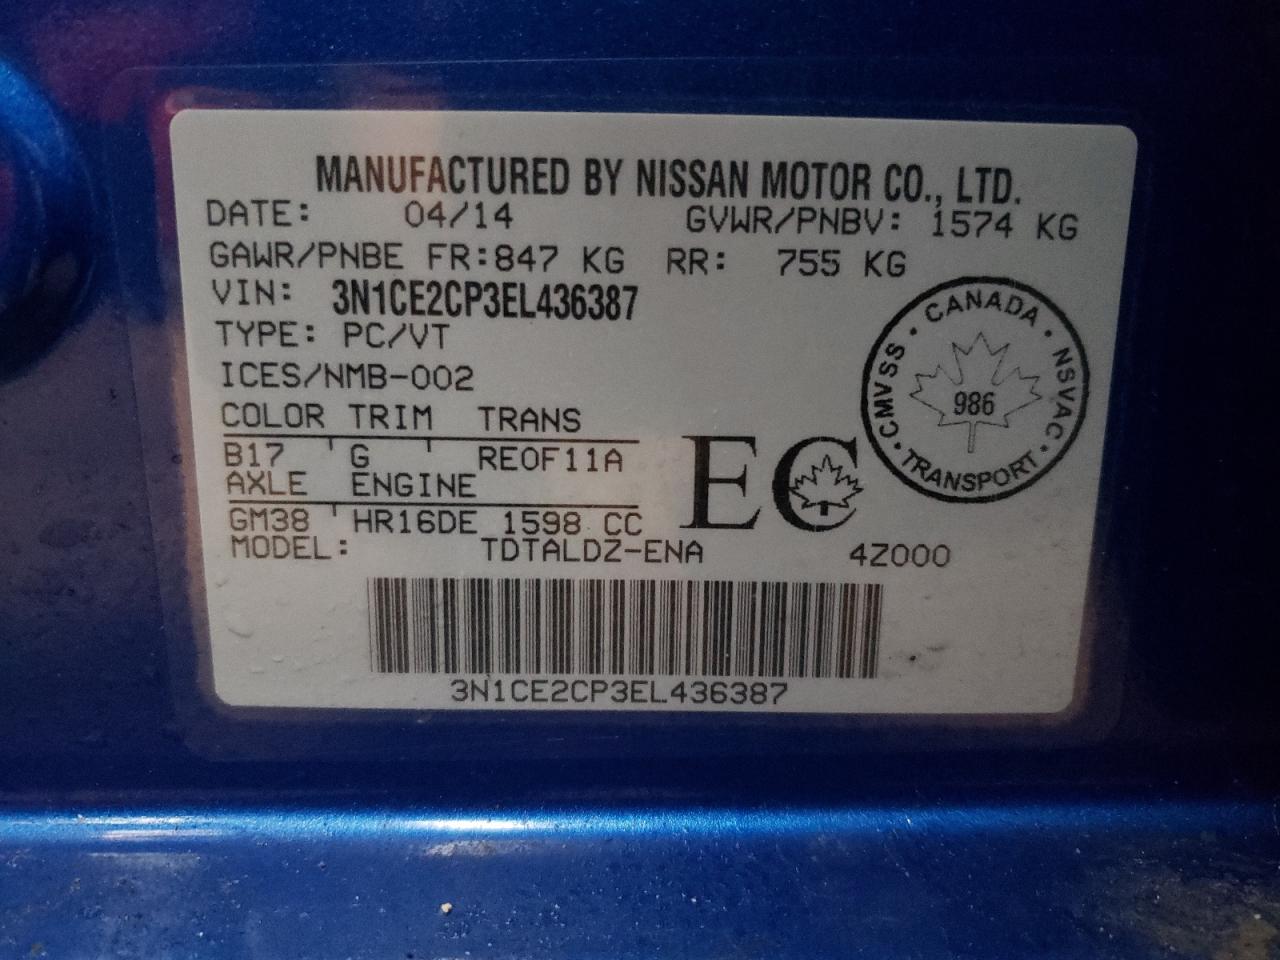 MANUFACTURED BY NISSAN MOTOR CO., LTD.
DATE: 04/14 GVWR/PNBV: 1574 KG
GAWR/PNBE FR:847 KG RR: 755 KG
VIN: 3N1CE2CP3EL436387
TYPE: PC/VT
ICES/NMB-002
COLOR TRIM TRANS
B17 G RE0F11A
AXLE ENGINE
GM38 HR16DE 1598 CC
MODEL: TDTALDZ-ENA 4Z000
EC
CANADA
CMVSS 986 NSVAC
TRANSPORT
3N1CE2CP3EL436387